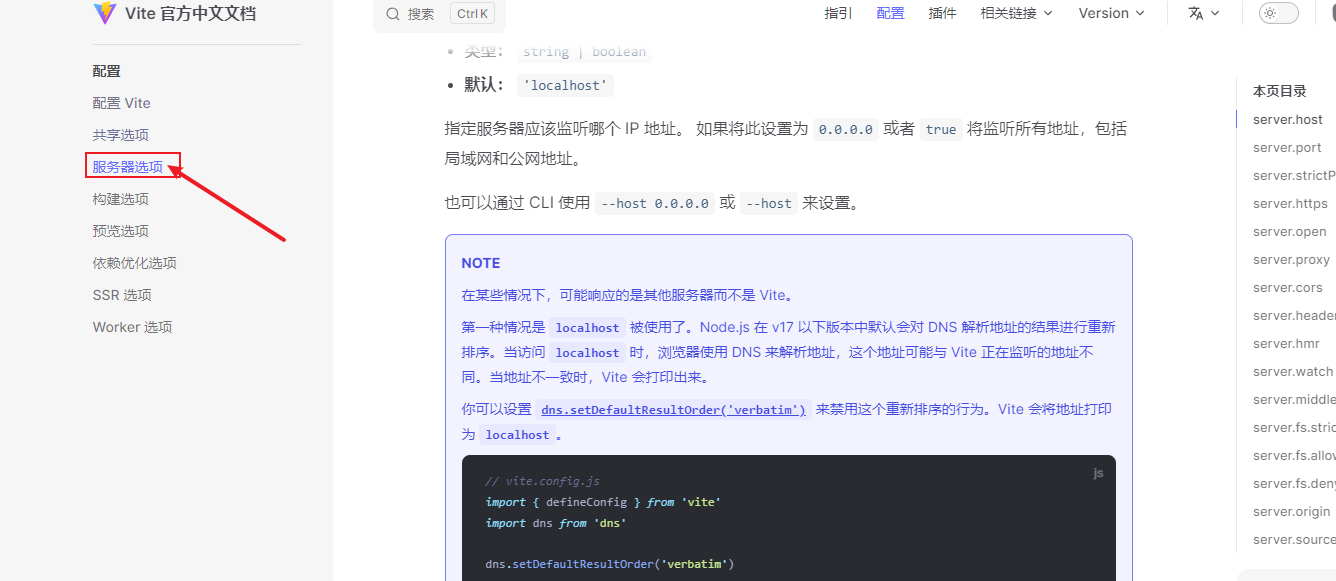 Vite 官方中文文档
搜索 Ctrl K
指引 配置 插件 相关链接 Version
配置
配置 Vite
共享选项
服务器选项
构建选项
预览选项
依赖优化选项
SSR 选项
Worker 选项
类型： string | boolean
默认： 'localhost'
指定服务器应该监听哪个 IP 地址。 如果将此设置为 0.0.0.0 或者 true 将监听所有地址，包括
局域网和公网地址。
也可以通过 CLI 使用 --host 0.0.0.0 或 --host 来设置。
NOTE
在某些情况下，可能响应的是其他服务器而不是 Vite。
第一种情况是 localhost 被使用了。Node.js 在 v17 以下版本中默认会对 DNS 解析地址的结果进行重新
排序。当访问 localhost 时，浏览器使用 DNS 来解析地址，这个地址可能与 Vite 正在监听的地址不
同。当地址不一致时，Vite 会打印出来。
你可以设置 dns.setDefaultResultOrder('verbatim') 来禁用这个重新排序的行为。Vite 会将地址打印
为 localhost 。
js
// vite.config.js
import { defineConfig } from 'vite'
import dns from 'dns'
dns.setDefaultResultOrder('verbatim')
本页目录
server.host
server.port
server.strictP
server.https
server.open
server.proxy
server.cors
server.header
server.hmr
server.watch
server.middle
server.fs.stric
server.fs.allow
server.fs.deny
server.origin
server.source